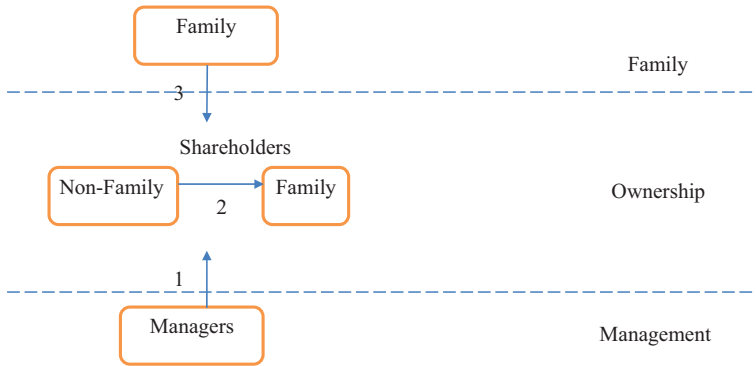 Family
Family
3
Shareholders
Non-Family
Family
Ownership
2
1
Managers
Management